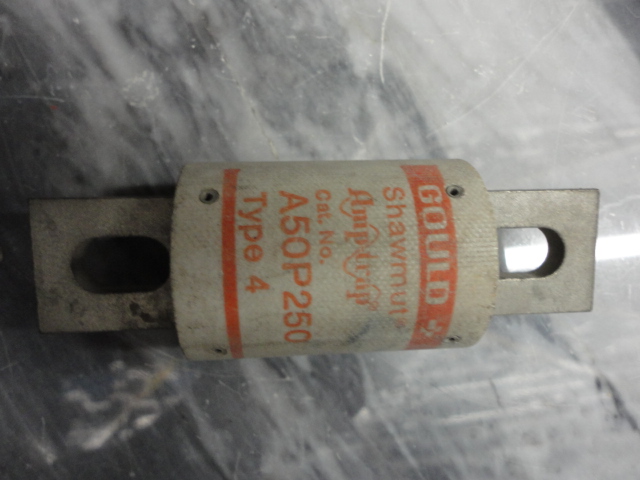 GOULD
Shawmut
Amp-trap
Cat. No.
A50P250
Type 4